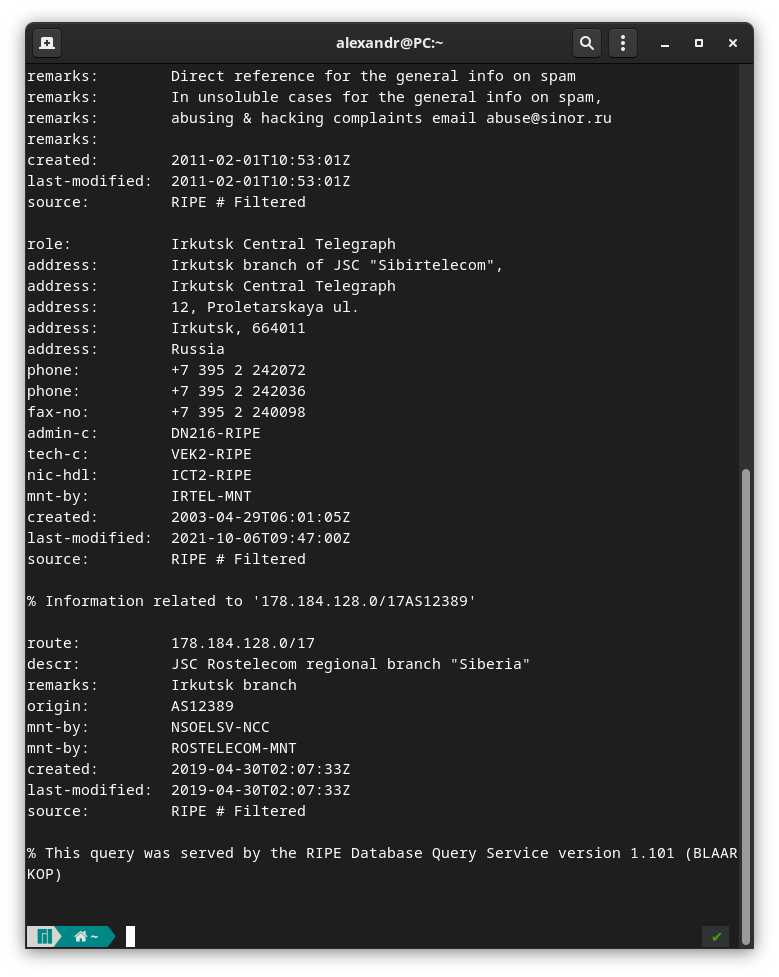 alexandr@PC:~
remarks:        Direct reference for the general info on spam
remarks:        In unsoluble cases for the general info on spam,
remarks:        abusing & hacking complaints email abuse@sinor.ru
remarks:
created:        2011-02-01T10:53:01Z
last-modified:  2011-02-01T10:53:01Z
source:         RIPE # Filtered
role:           Irkutsk Central Telegraph
address:        Irkutsk branch of JSC "Sibirtelecom",
address:        Irkutsk Central Telegraph
address:        12, Proletarskaya ul.
address:        Irkutsk, 664011
address:        Russia
phone:          +7 395 2 242072
phone:          +7 395 2 242036
fax-no:         +7 395 2 240098
admin-c:        DN216-RIPE
tech-c:         VEK2-RIPE
nic-hdl:        ICT2-RIPE
mnt-by:         IRTEL-MNT
created:        2003-04-29T06:01:05Z
last-modified:  2021-10-06T09:47:00Z
source:         RIPE # Filtered
% Information related to '178.184.128.0/17AS12389'
route:          178.184.128.0/17
descr:          JSC Rostelecom regional branch "Siberia"
remarks:        Irkutsk branch
origin:         AS12389
mnt-by:         NSOELSV-NCC
mnt-by:         ROSTELECOM-MNT
created:        2019-04-30T02:07:33Z
last-modified:  2019-04-30T02:07:33Z
source:         RIPE # Filtered
% This query was served by the RIPE Database Query Service version 1.101 (BLAAR
KOP)
~